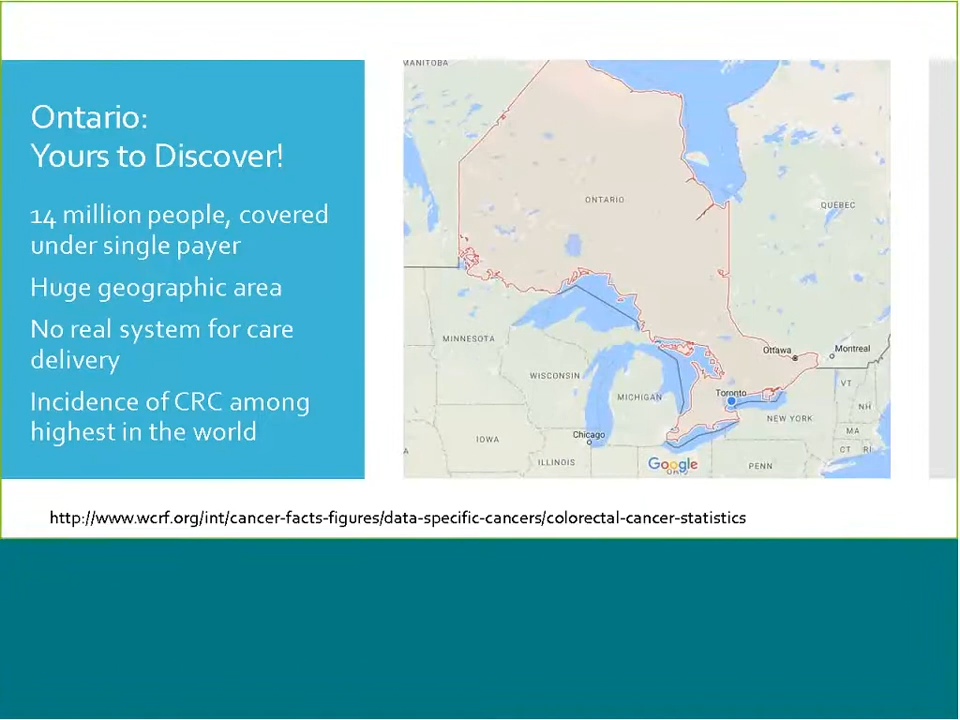 Ontario:
Yours to Discover!
14 million people, covered
under single payer
Huge geographic area
No real system for care
delivery
Incidence of CRC among
highest in the world
MANITOBA
ONTARIO
QUEBEC
MINNESOTA
Ottawa
Montreal
WISCONSIN
MICHIGAN
Toronto
VT
NH
NEW YORK
MA
IOWA
Chicago
CT RI
ILLINOIS
Google
OHIO
PENN
http://www.wcrf.org/int/cancer-facts-figures/data-specific-cancers/colorectal-cancer-statistics